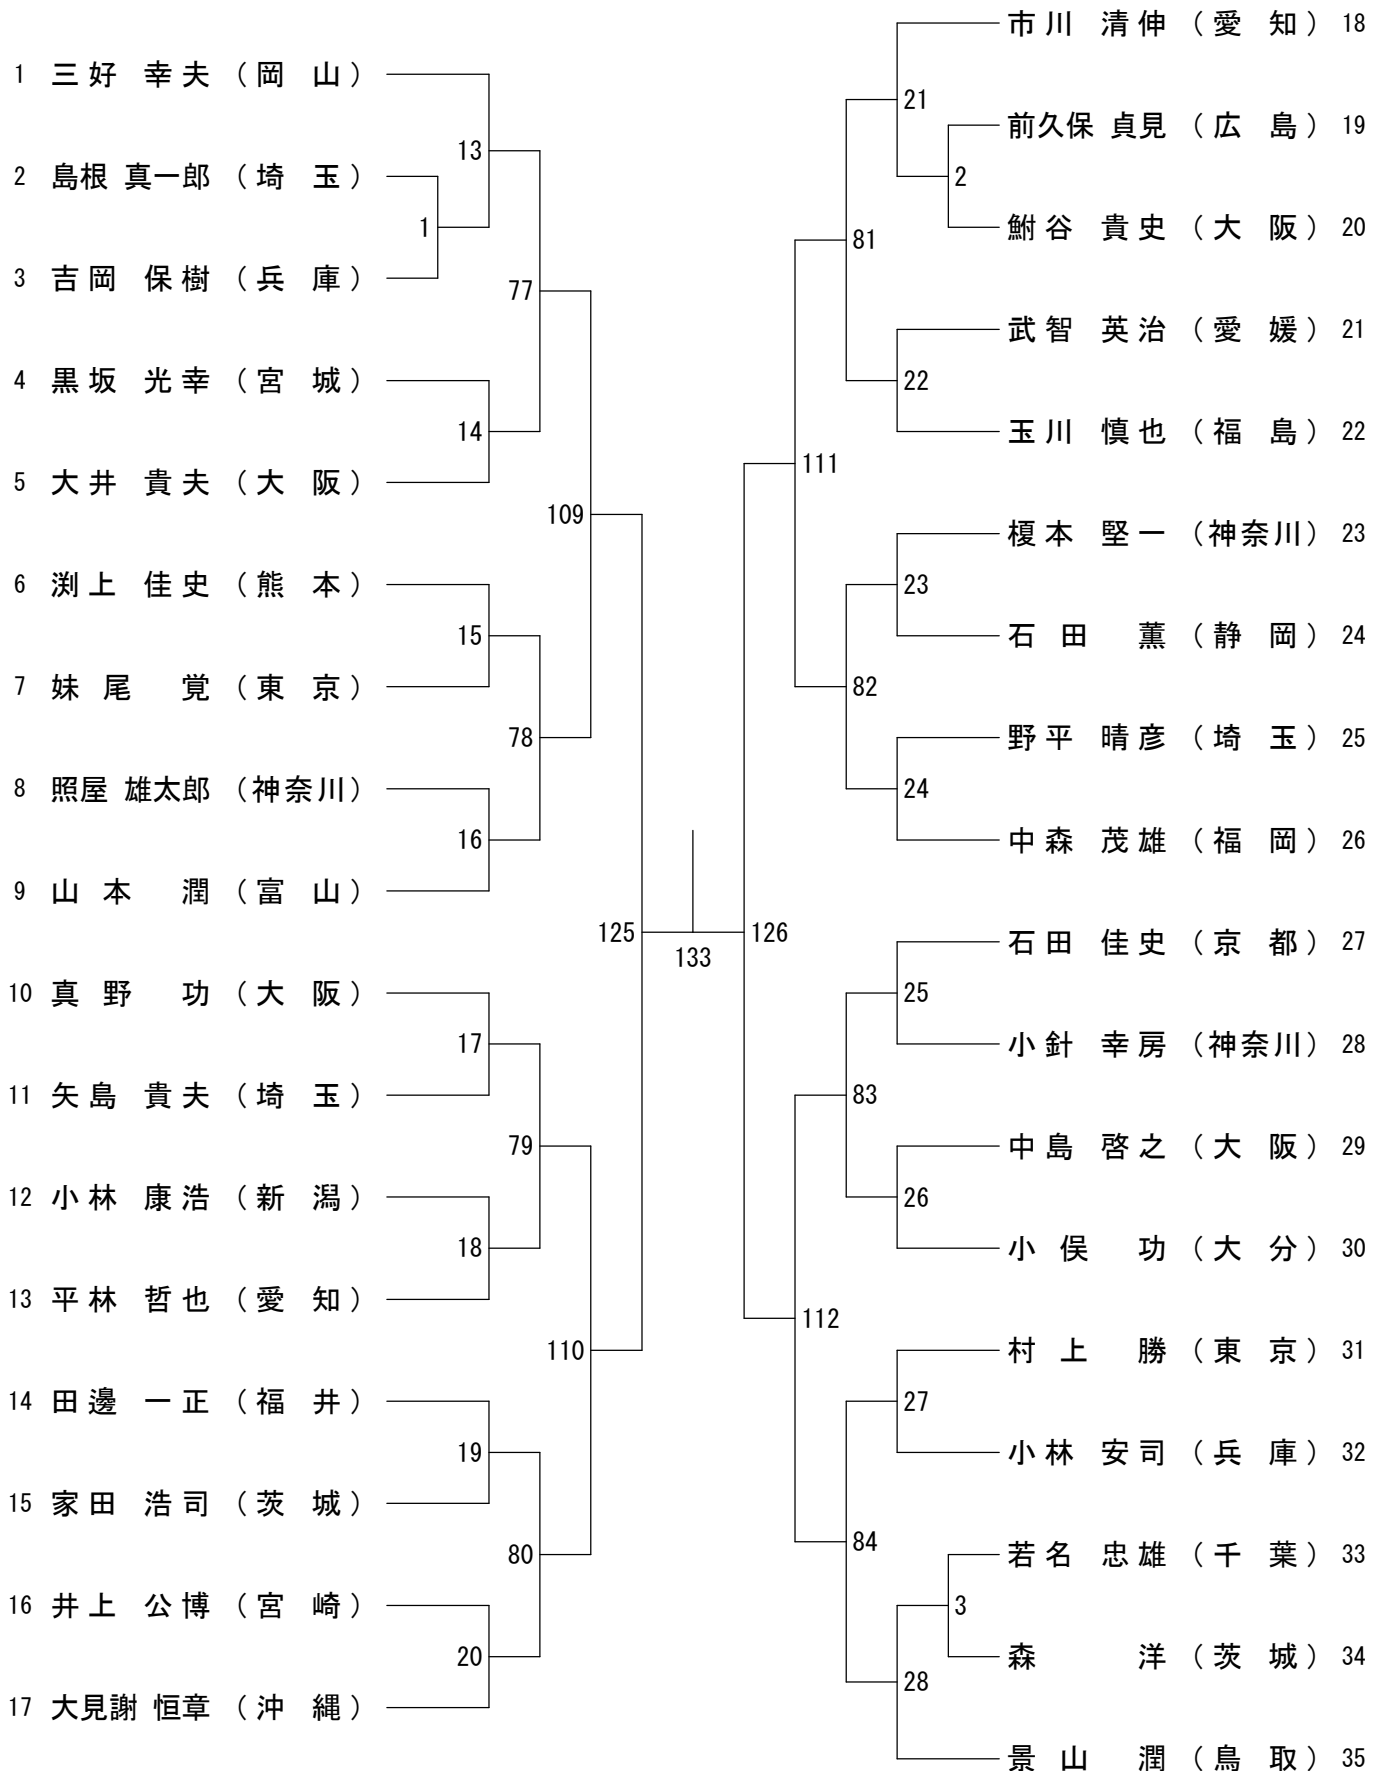 1 三好 幸夫 (岡 山)
2 島根 真一郎 (埼 玉)
3 吉岡 保樹 (兵 庫)
4 黒坂 光幸 (宮 城)
5 大井 貴夫 (大 阪)
6 渕上 佳史 (熊 本)
7 妹尾 覚 (東 京)
8 照屋 雄太郎 (神奈川)
9 山本 潤 (富 山)
10 真野 功 (大 阪)
11 矢島 貴夫 (埼 玉)
12 小林 康浩 (新 潟)
13 平林 哲也 (愛 知)
14 田邊 一正 (福 井)
15 家田 浩司 (茨 城)
16 井上 公博 (宮 崎)
17 大見謝 恒章 (沖 縄)
13
1
77
14
109
15
78
16
125
17
79
18
110
19
80
20
133
21
2
81
22
111
23
82
24
126
25
83
26
112
27
84
3
28
市川 清伸 (愛 知) 18
前久保 貞見 (広 島) 19
鮒谷 貴史 (大 阪) 20
武智 英治 (愛 媛) 21
玉川 慎也 (福 島) 22
榎本 堅一 (神奈川) 23
石田 薫 (静 岡) 24
野平 晴彦 (埼 玉) 25
中森 茂雄 (福 岡) 26
石田 佳史 (京 都) 27
小針 幸房 (神奈川) 28
中島 啓之 (大 阪) 29
小俣 功 (大 分) 30
村上 勝 (東 京) 31
小林 安司 (兵 庫) 32
若名 忠雄 (千 葉) 33
森 洋 (茨 城) 34
景山 潤 (鳥 取) 35